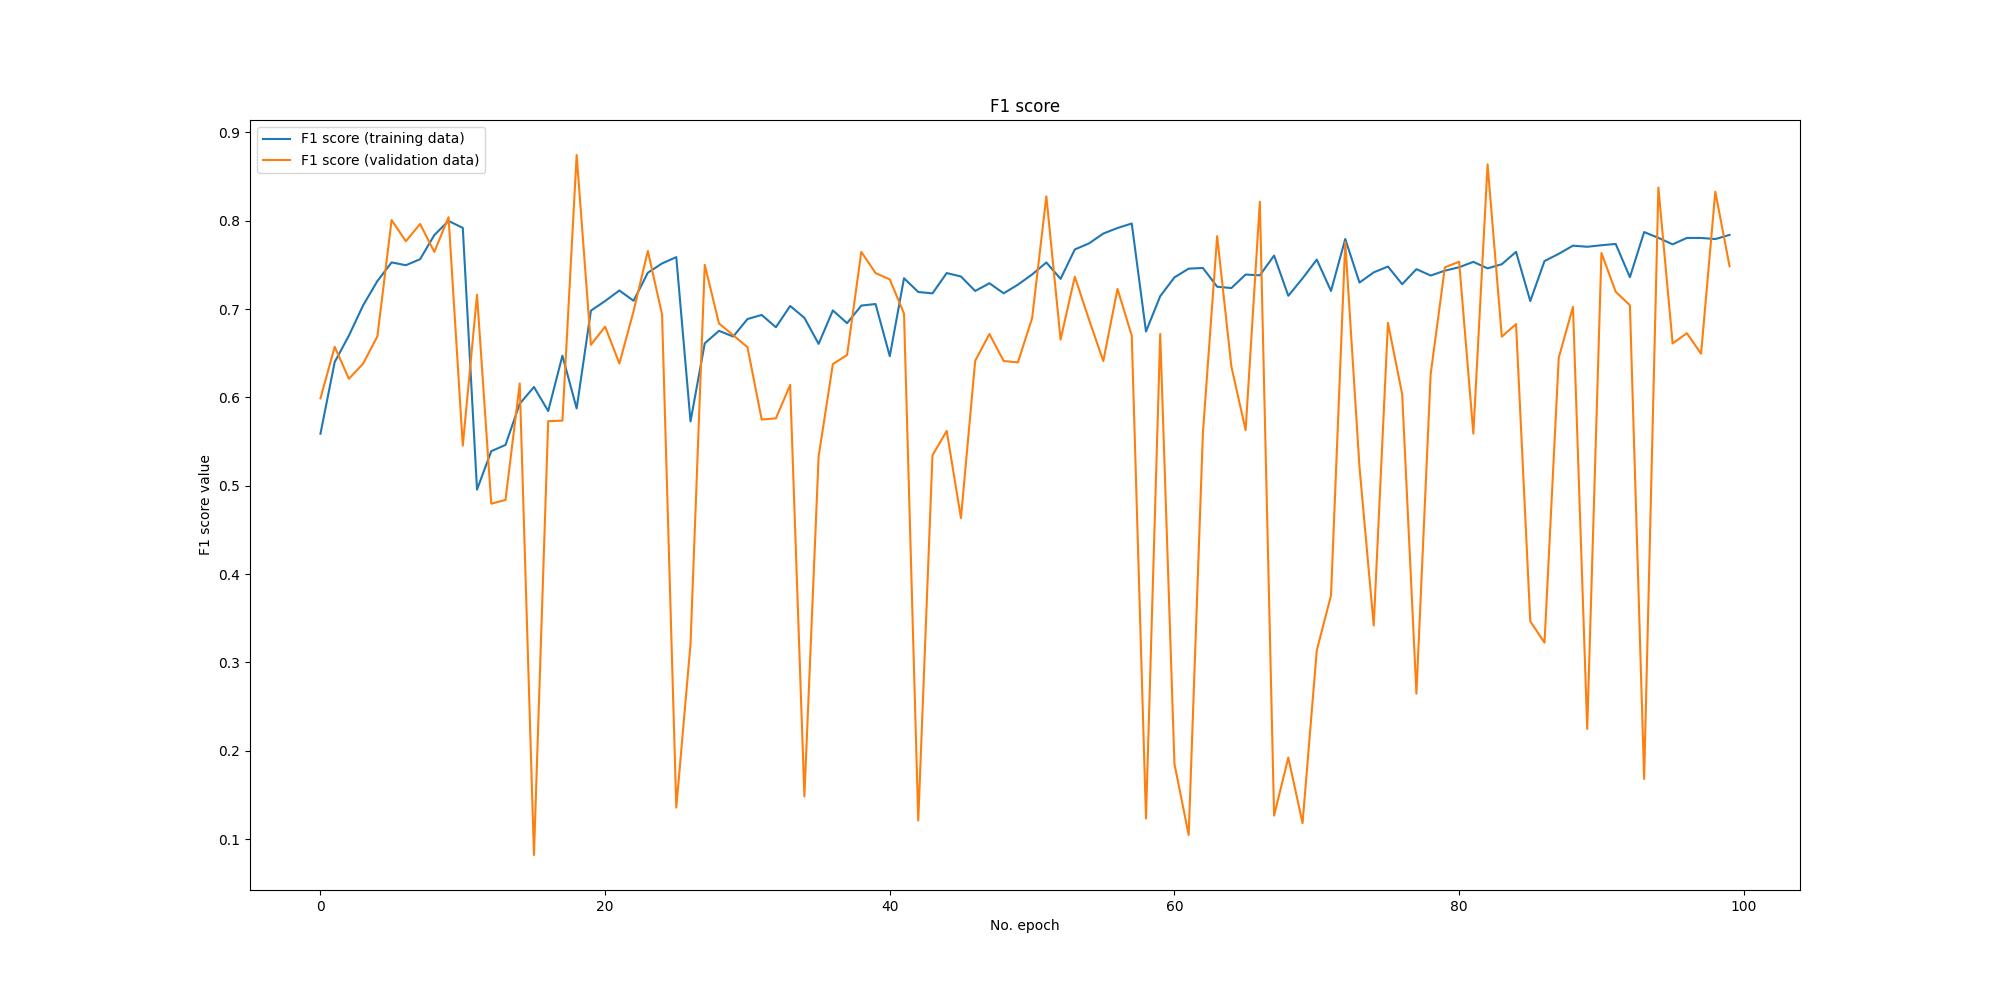 F1 score
F1 score (training data)
F1 score (validation data)
F1 score value
0.9
0.8
0.7
0.6
0.5
0.4
0.3
0.2
0.1
0 20 40 60 80 100
No. epoch